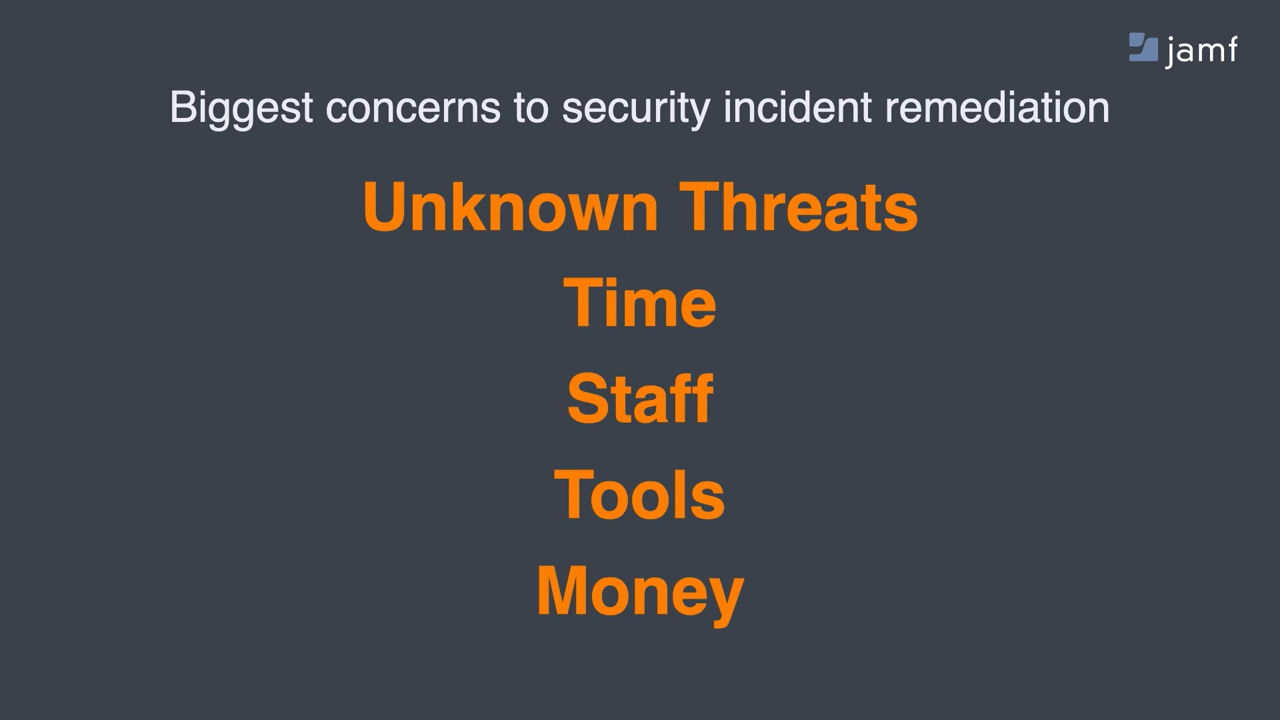 jamf
Biggest concerns to security incident remediation
Unknown Threats
Time
Staff
Tools
Money